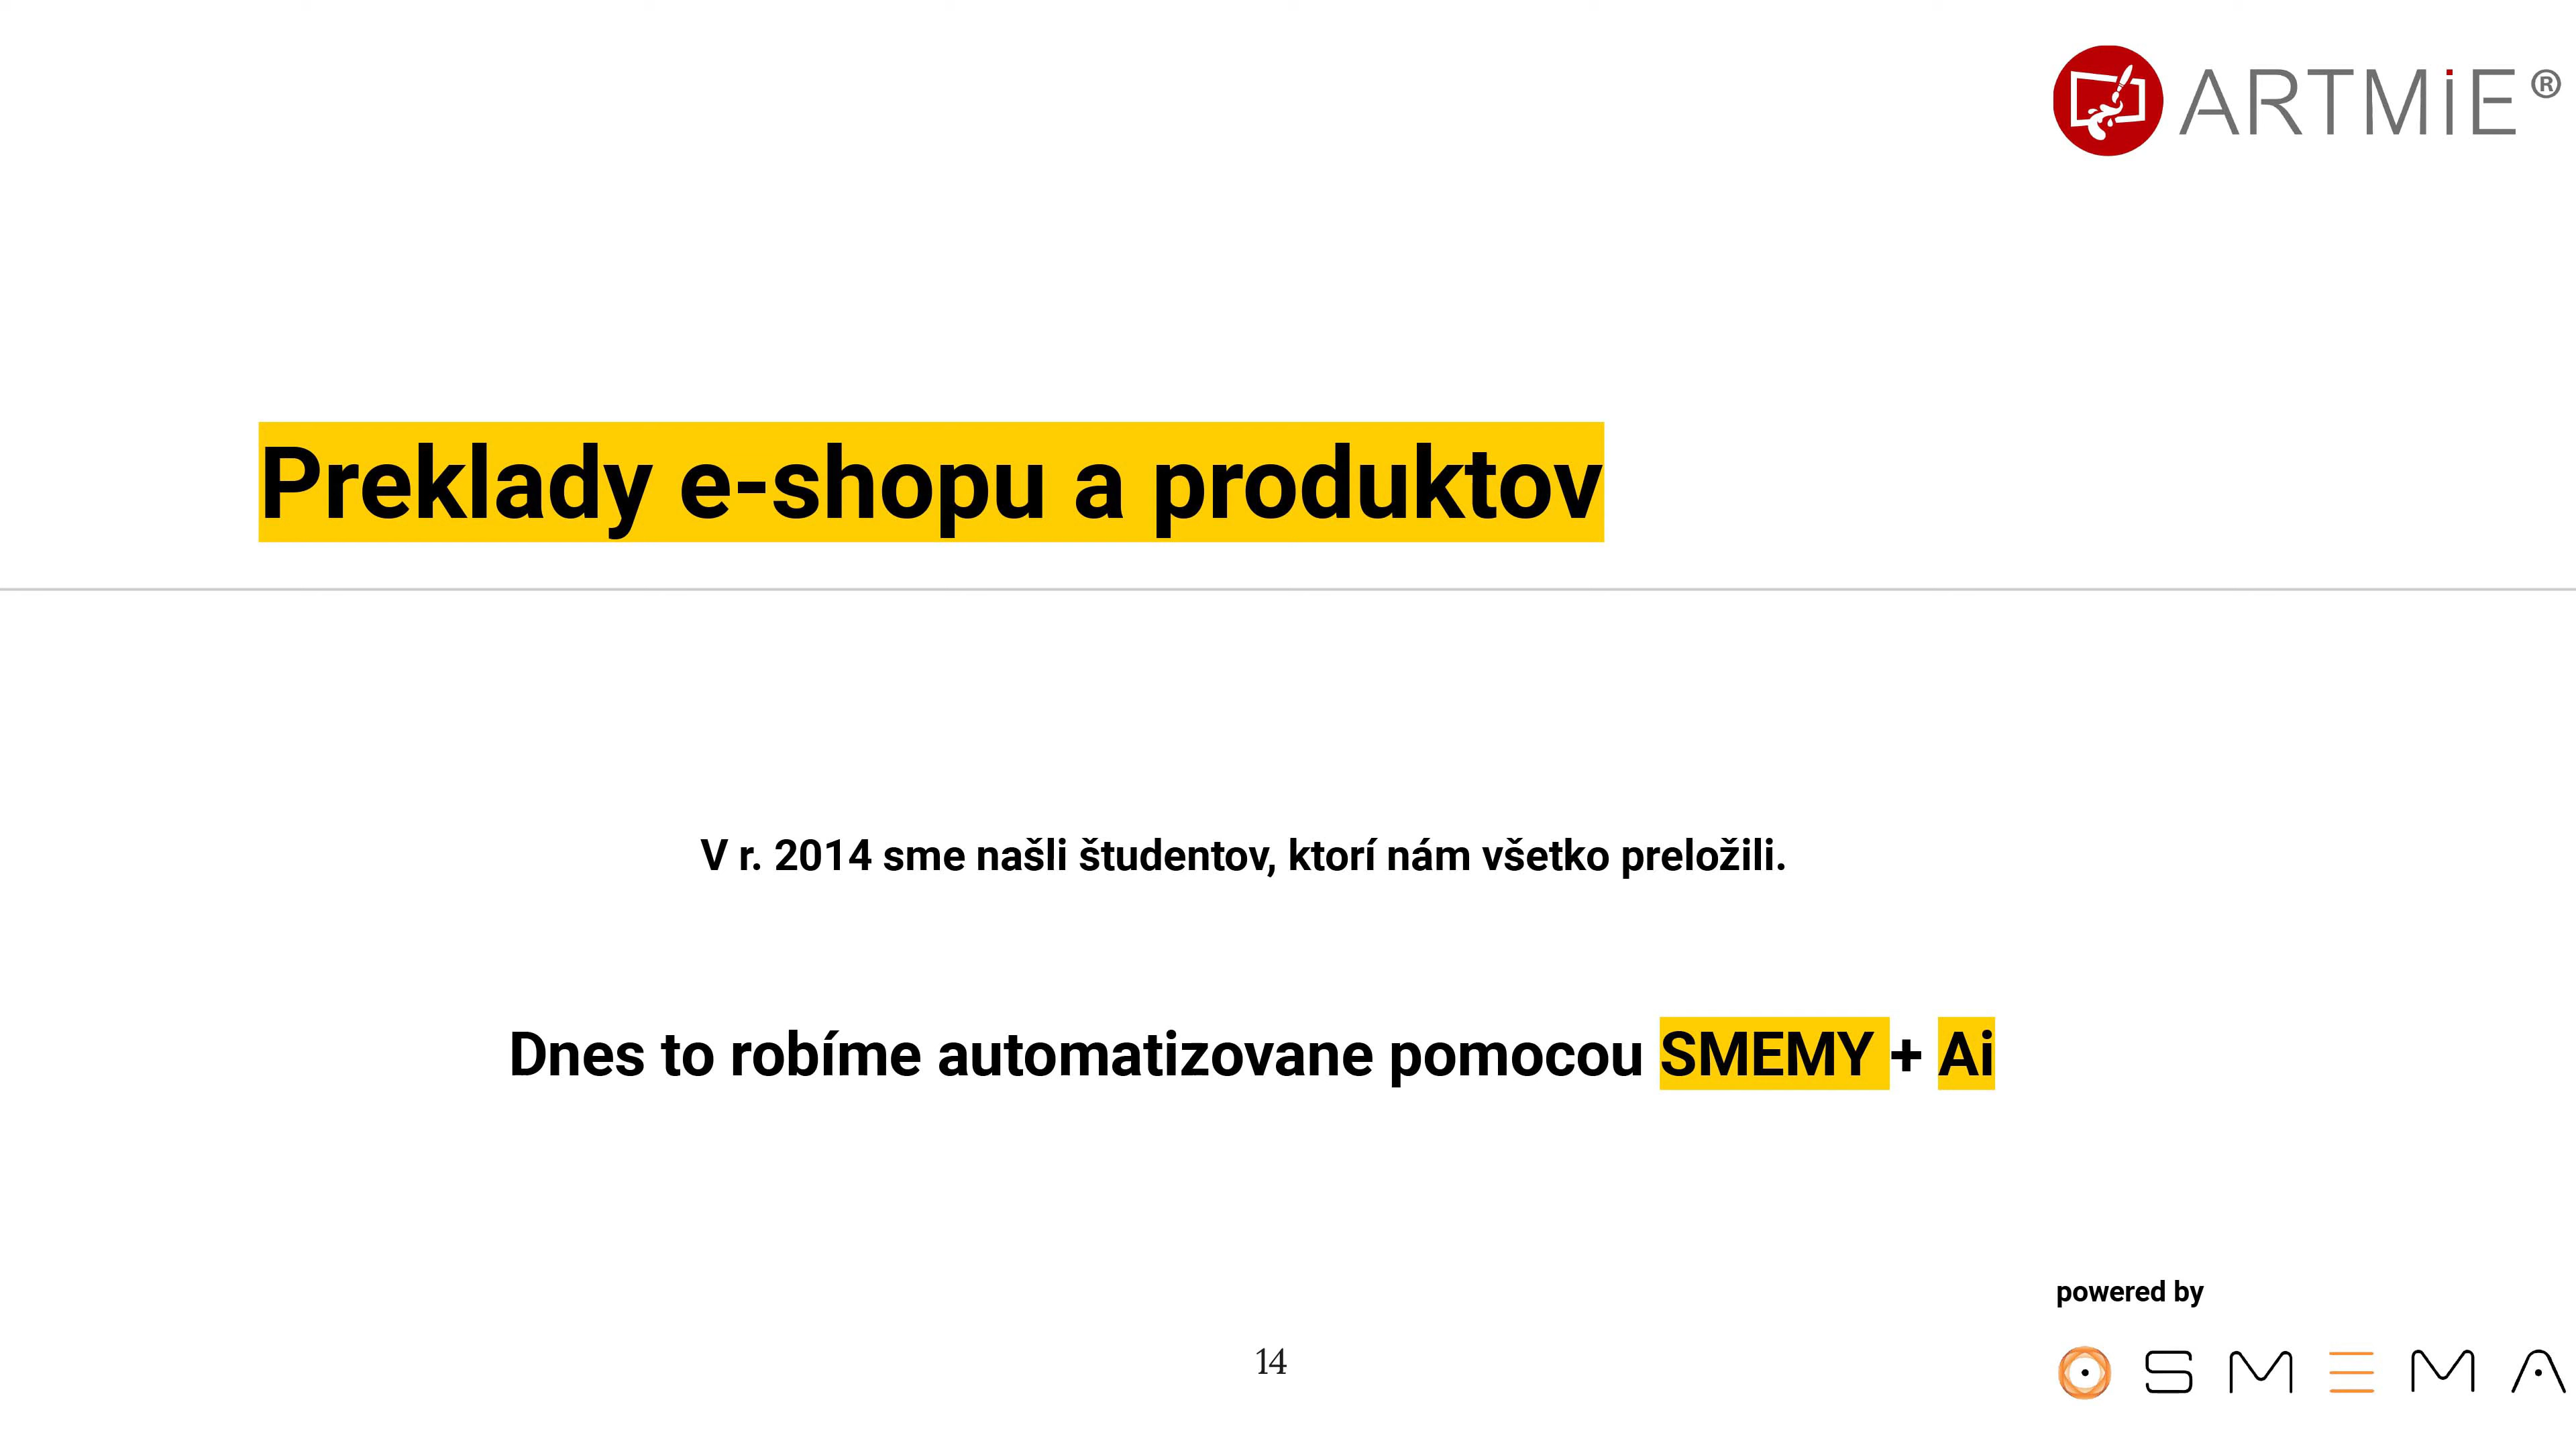 ARTMiE®
Preklady e-shopu a produktov
V r. 2014 sme našli študentov, ktorí nám všetko preložili.
Dnes to robíme automatizovane pomocou SMEMY + Ai
powered by
14
SMEMA